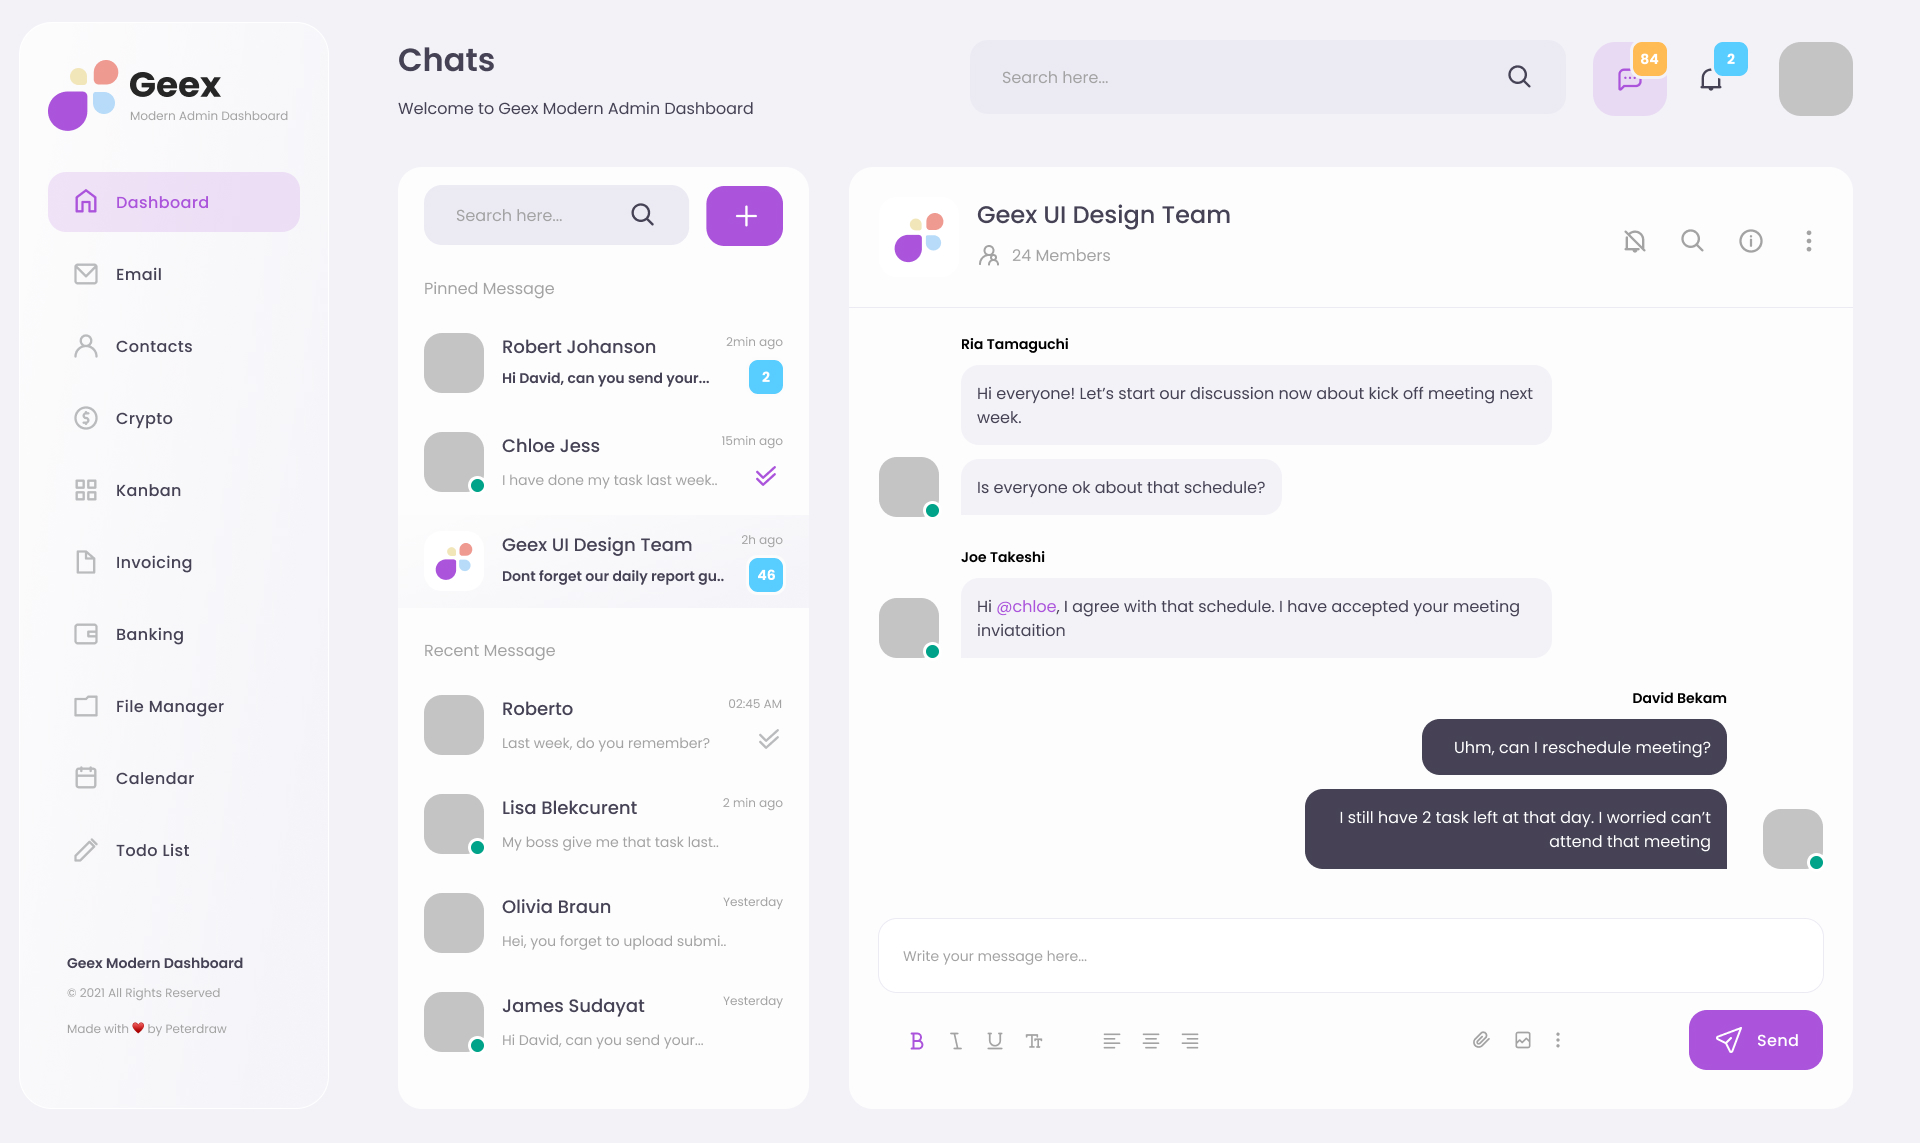 Geex
Modern Admin Dashboard
Dashboard
Email
Contacts
Crypto
Kanban
Invoicing
Banking
File Manager
Calendar
Todo List
Geex Modern Dashboard
© 2021 All Rights Reserved
Made with ❤️ by Peterdraw
Chats
Welcome to Geex Modern Admin Dashboard
Search here...
84
2
Search here...
Pinned Message
Robert Johanson
2min ago
Hi David, can you send your...
2
Chloe Jess
15min ago
I have done my task last week..
Geex UI Design Team
2h ago
Dont forget our daily report gu..
46
Recent Message
Roberto
02:45 AM
Last week, do you remember?
Lisa Blekcurent
2 min ago
My boss give me that task last..
Olivia Braun
Yesterday
Hei, you forget to upload submi..
James Sudayat
Yesterday
Hi David, can you send your...
Geex UI Design Team
24 Members
Ria Tamaguchi
Hi everyone! Let’s start our discussion now about kick off meeting next
week.
Is everyone ok about that schedule?
Joe Takeshi
Hi @chloe, I agree with that schedule. I have accepted your meeting
inviataition
David Bekam
Uhm, can I reschedule meeting?
I still have 2 task left at that day. I worried can’t
attend that meeting
Write your message here...
Send